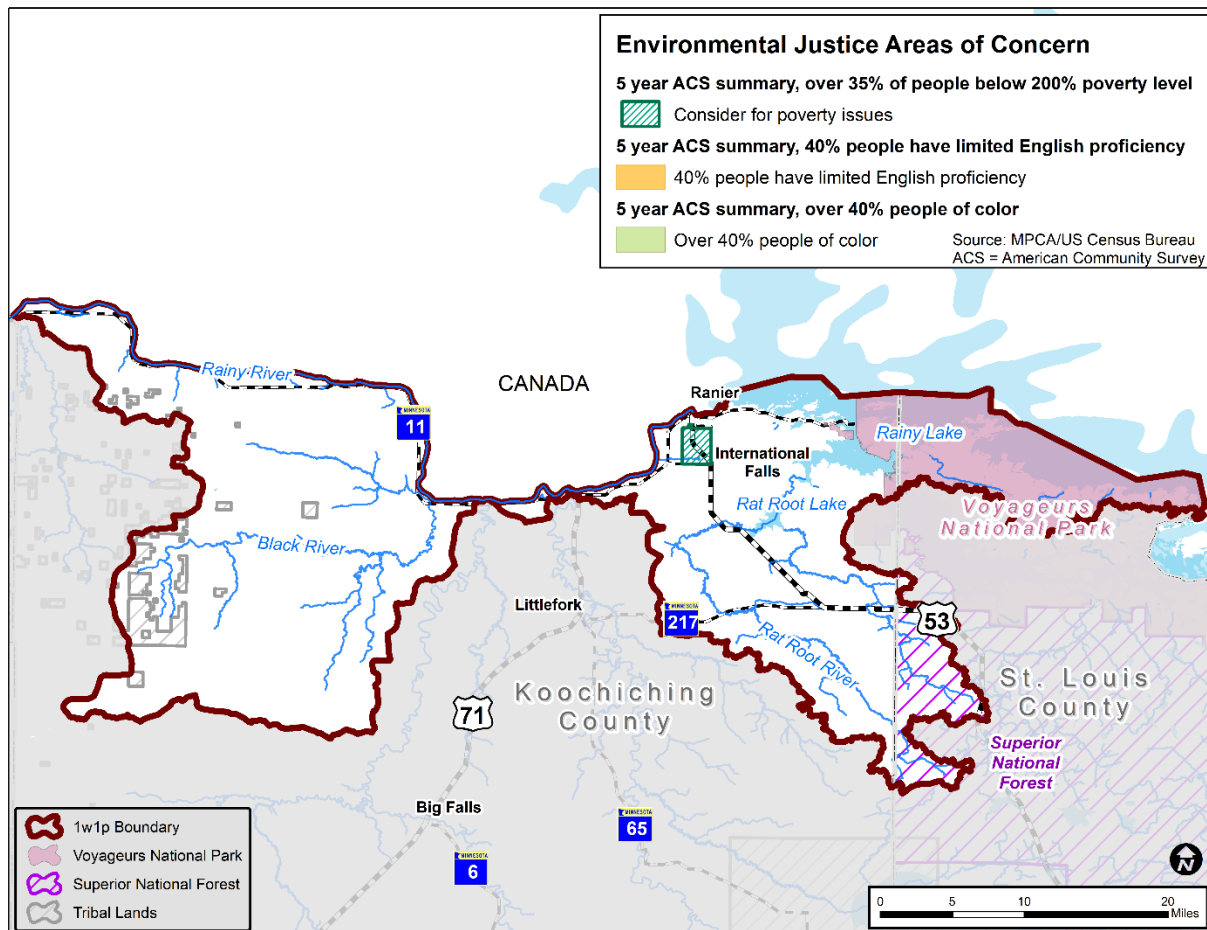 Environmental Justice Areas of Concern
5 year ACS summary, over 35% of people below 200% poverty level
Consider for poverty issues
5 year ACS summary, 40% people have limited English proficiency
40% people have limited English proficiency
5 year ACS summary, over 40% people of color
Over 40% people of color
Source: MPCA/US Census Bureau
ACS = American Community Survey
Rainy River
CANADA
MINNESOTA
11
Ranier
International
Falls
Rainy Lake
Rat Root Lake
Voyageurs
National Park
Black River
Littlefork
MINNESOTA
217
53
Rat Root River
Koochiching
County
71
St. Louis
County
Superior
National
Forest
Big Falls
MINNESOTA
65
MINNESOTA
6
1w1p Boundary
Voyageurs National Park
Superior National Forest
Tribal Lands
N
0 5 10 20
Miles